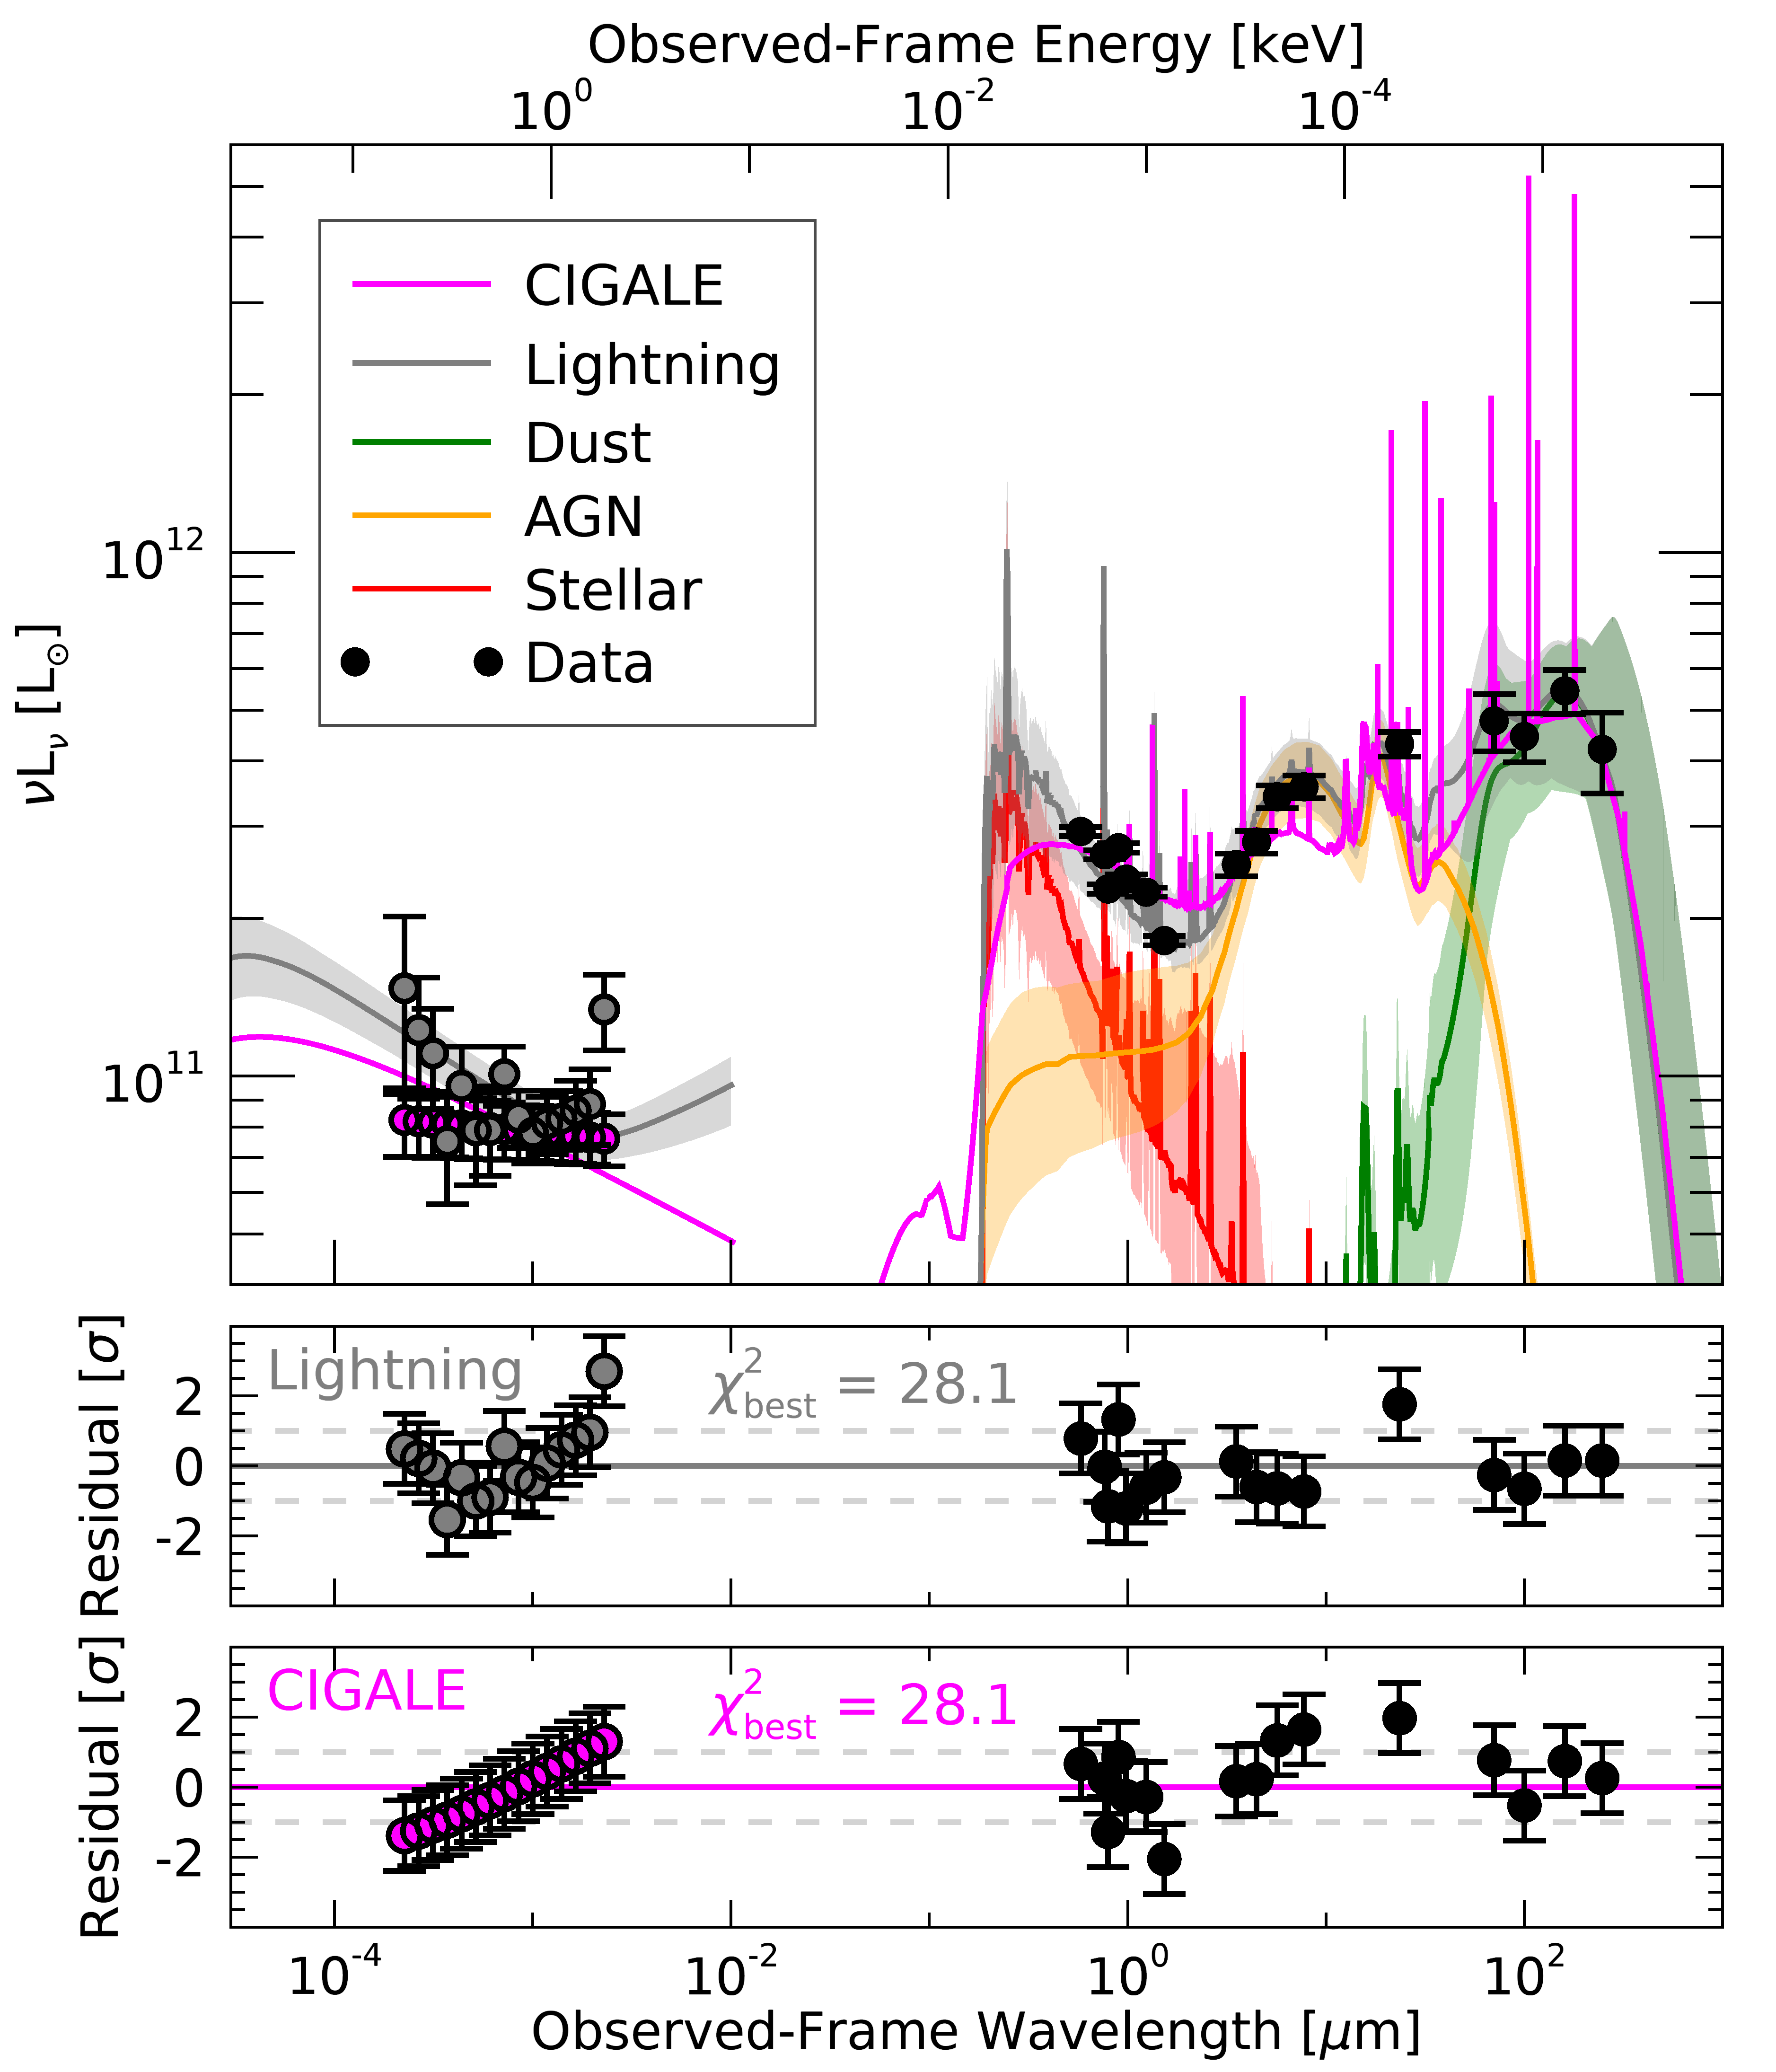 Observed-Frame Energy [keV]
10^0 10^-2 10^-4
CIGALE
Lightning
Dust
AGN
Stellar
Data
10^12
10^11
νL_ν [L_⊙]
Lightning
χ^2_best = 28.1
2
0
-2
Residual [σ]
CIGALE
χ^2_best = 28.1
2
0
-2
Residual [σ]
10^-4 10^-2 10^0 10^2
Observed-Frame Wavelength [μm]